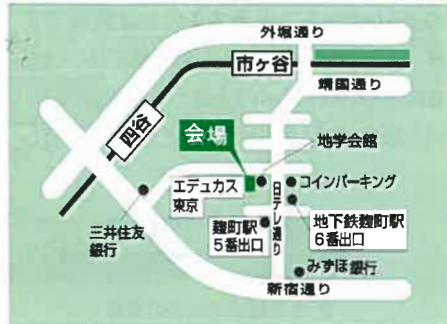 外堀通り
市ヶ谷
靖国通り
四谷
会場
地学会館
エデュカス
東京
日テレ通り
コインパーキング
三井住友
銀行
麹町駅
5番出口
地下鉄麹町駅
6番出口
みずほ銀行
新宿通り